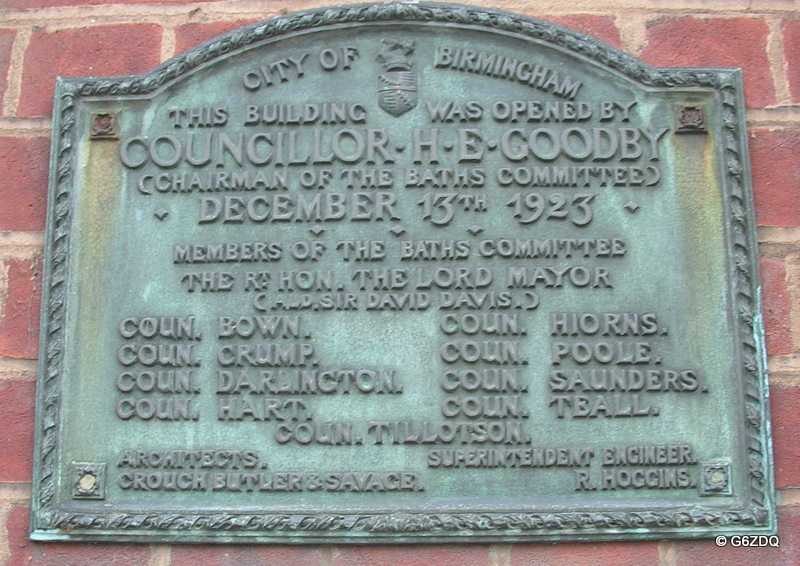 CITY OF BIRMINGHAM
THIS BUILDING WAS OPENED BY
COUNCILLOR·H·E·GOODBY
(CHAIRMAN OF THE BATHS COMMITTEE)
DECEMBER 13TH 1923
MEMBERS OF THE BATHS COMMITTEE
THE RT. HON. THE LORD MAYOR
(ALD. SIR DAVID DAVIS.)
COUN. BOWN. COUN. HIORNS.
COUN. CRUMP. COUN. POOLE.
COUN. DARLINGTON. COUN. SAUNDERS.
COUN. HART. COUN. TEALL.
COUN. TILLOTSON.
ARCHITECTS. SUPERINTENDENT ENGINEER.
CROUCH BUTLER & SAVAGE. R. HOGGINS.
© G6ZDQ